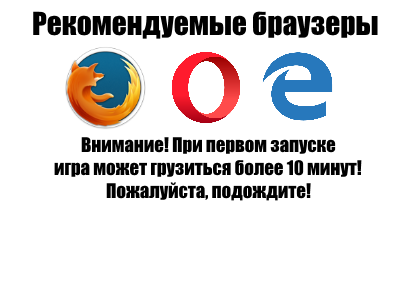 Рекомендуемые браузеры
Внимание! При первом запуске
игра может грузиться более 10 минут!
Пожалуйста, подождите!